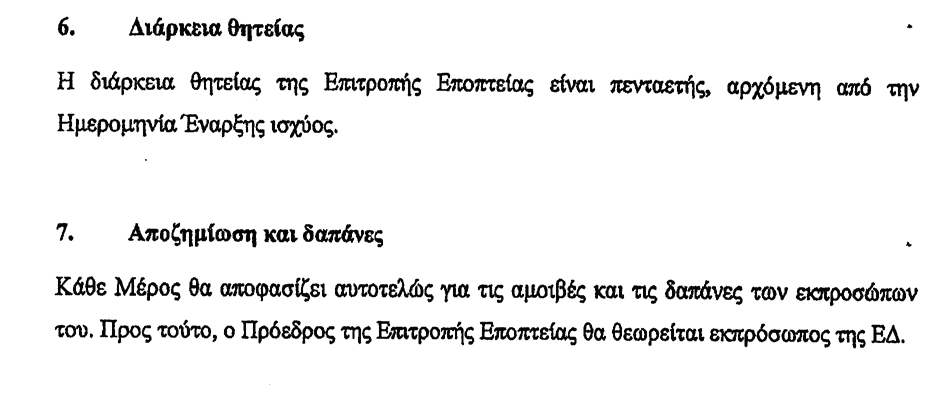 6. Διάρκεια θητείας
Η διάρκεια θητείας της Επιτροπής Εποπτείας είναι πενταετής, αρχόμενη από την
Ημερομηνία Έναρξης ισχύος.
7. Αποζημίωση και δαπάνες
Κάθε Μέρος θα αποφασίζει αυτοτελώς για τις αμοιβές και τις δαπάνες των εκπροσώπων
του. Προς τούτο, ο Πρόεδρος της Επιτροπής Εποπτείας θα θεωρείται εκπρόσωπος της ΕΔ.